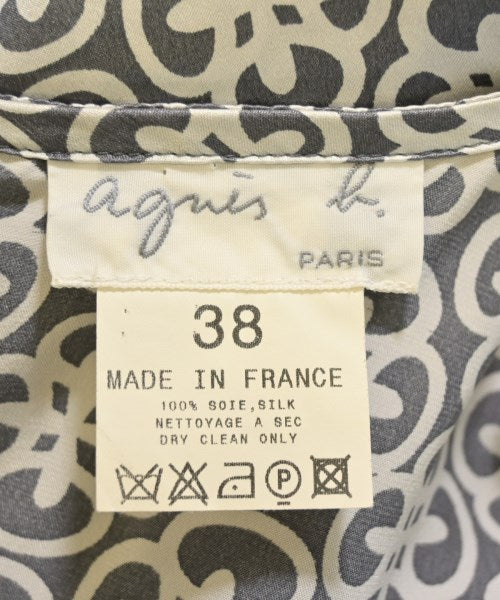 agnès b.
PARIS
38
MADE IN FRANCE
100% SOIE,SILK
NETTOYAGE A SEC
DRY CLEAN ONLY
P